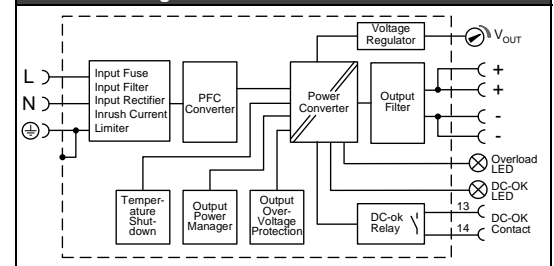 Voltage
Regulator
V OUT
L
N
Input Fuse
Input Filter
Input Rectifier
Inrush Current
Limiter
PFC
Converter
Power
Converter
Output
Filter
+
+
-
-
Overload
LED
DC-OK
LED
Temper-
ature
Shut-
down
Output
Power
Manager
Output
Over-
Voltage
Protection
DC-ok
Relay
13
14
DC-OK
Contact